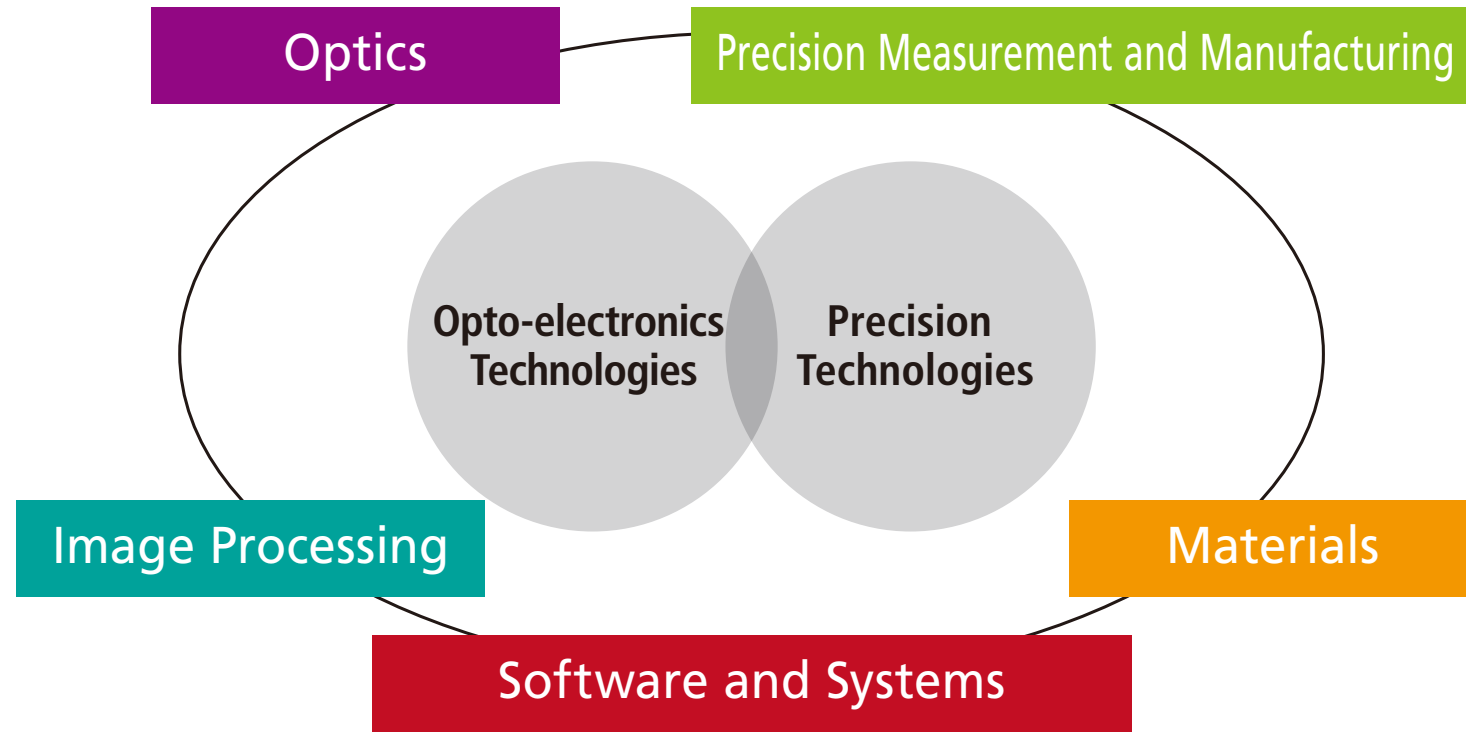 Optics
Precision Measurement and Manufacturing
Opto-electronics
Technologies
Precision
Technologies
Image Processing
Materials
Software and Systems